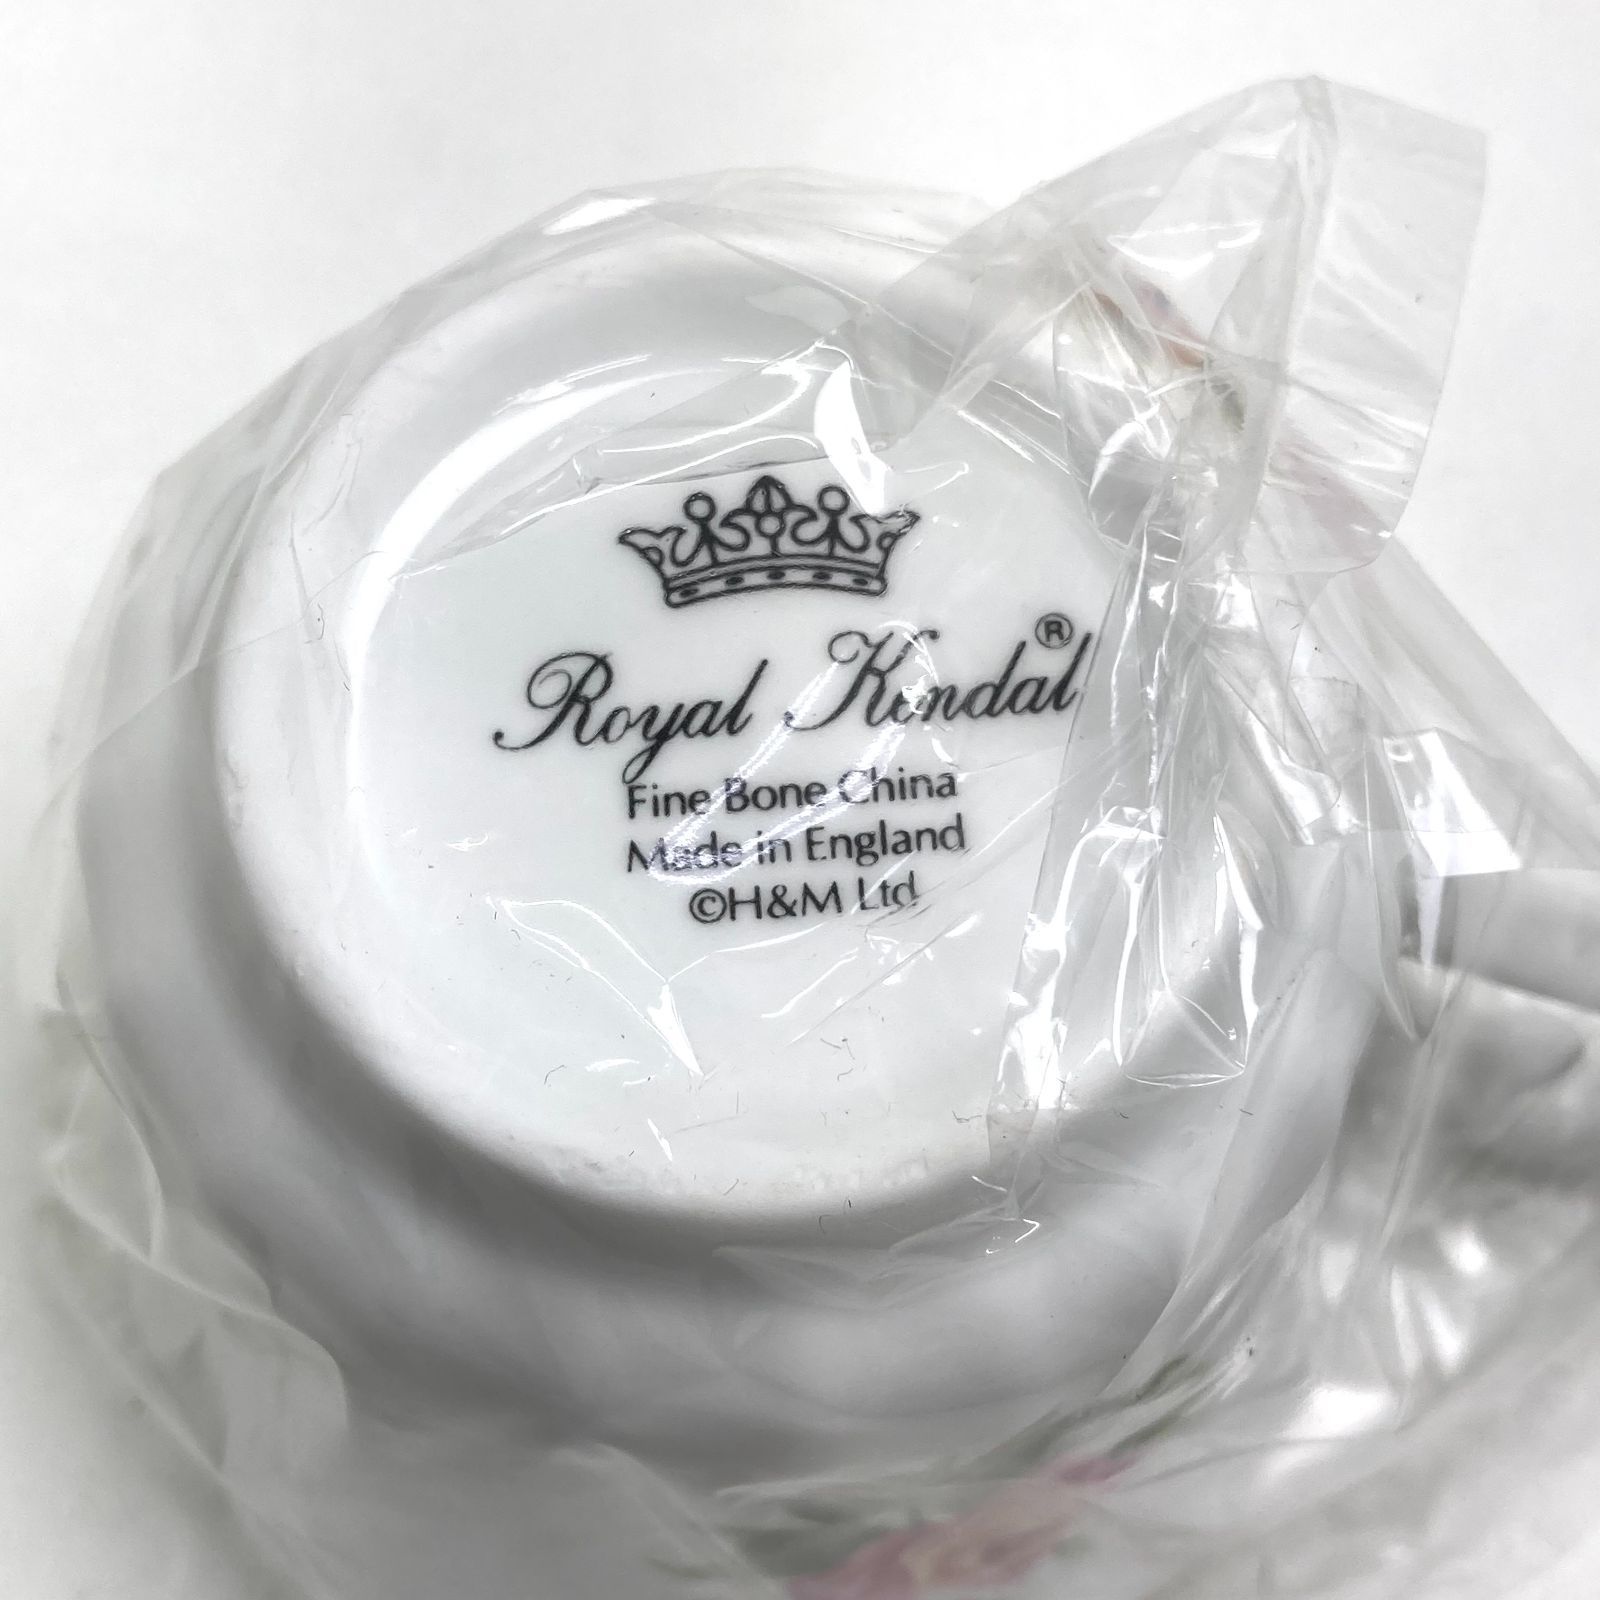 Royal Kendal®
Fine Bone China
Made in England
©H&M Ltd